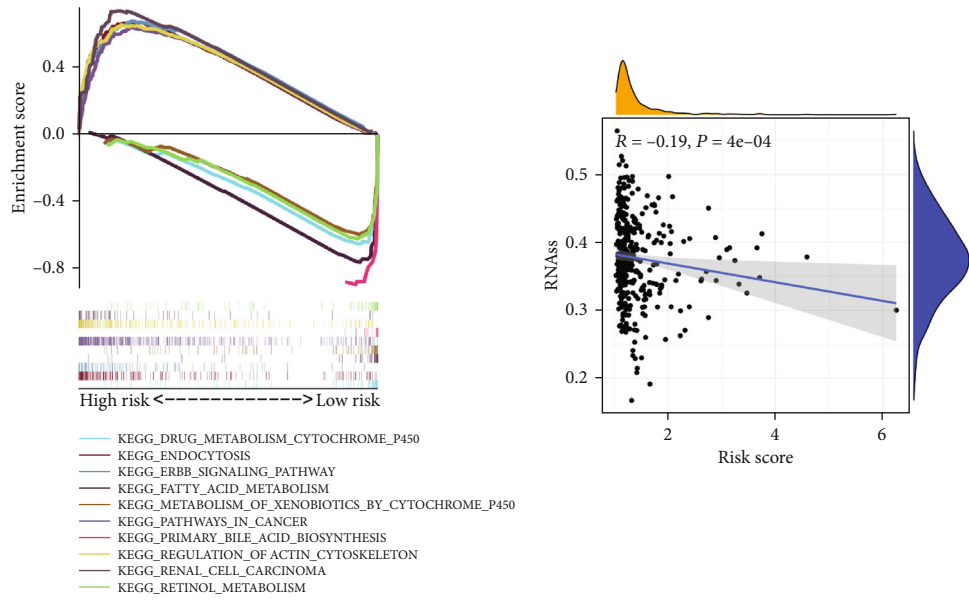 Enrichment score
0.4
0.0
−0.4
−0.8
High risk <------------> Low risk
KEGG_DRUG_METABOLISM_CYTOCHROME_P450
KEGG_ENDOCYTOSIS
KEGG_ERBB_SIGNALING_PATHWAY
KEGG_FATTY_ACID_METABOLISM
KEGG_METABOLISM_OF_XENOBIOTICS_BY_CYTOCHROME_P450
KEGG_PATHWAYS_IN_CANCER
KEGG_PRIMARY_BILE_ACID_BIOSYNTHESIS
KEGG_REGULATION_OF ACTIN_CYTOSKELETON
KEGG_RENAL_CELL_CARCINOMA
KEGG_RETINOL_METABOLISM
R = −0.19, P = 4e−04
RNAss
0.5
0.4
0.3
0.2
2 4 6
Risk score